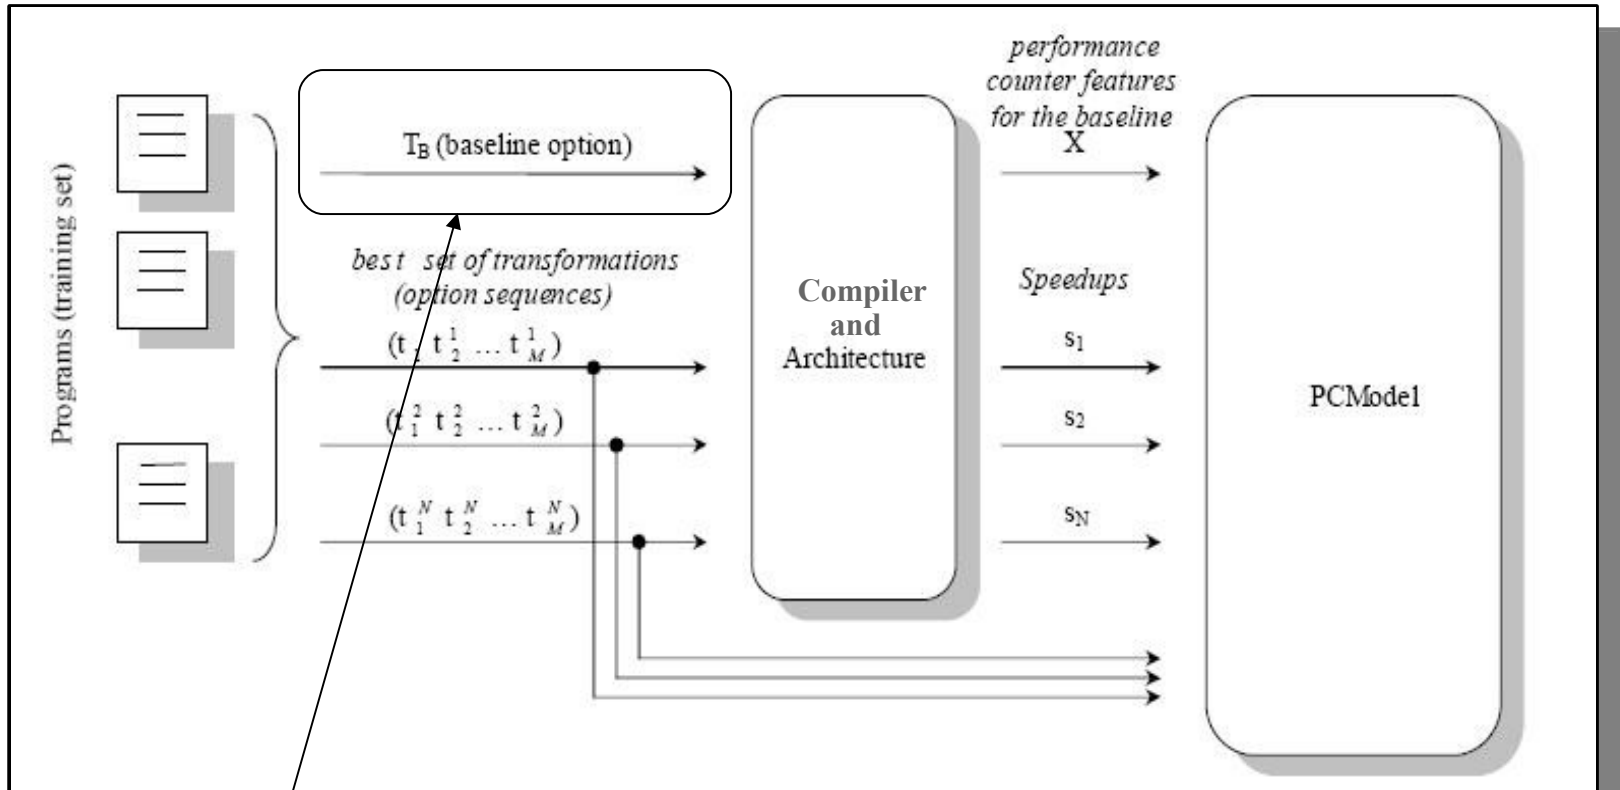 Programs (training set)
T_B (baseline option)
best set of transformations
(option sequences)
(t_1 t_2^1 ... t_M^1)
(t_1^2 t_2^2 ... t_M^2)
(t_1^N t_2^N ... t_M^N)
Compiler
and
Architecture
performance
counter features
for the baseline
X
Speedups
s_1
s_2
s_N
PCModel